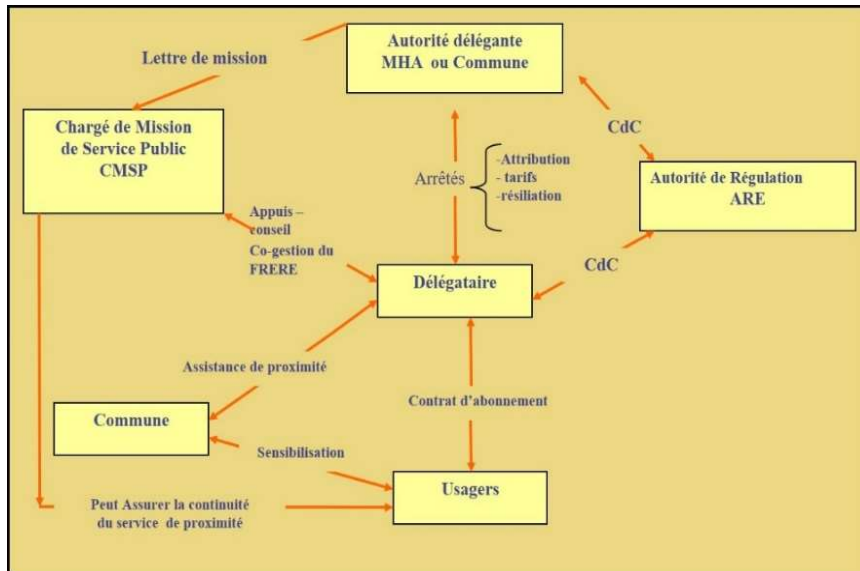 Autorité délégante
MHA ou Commune
Lettre de mission
Chargé de Mission
de Service Public
CMSP
CdC
Arrêtés
-Attribution
- tarifs
-résiliation
Autorité de Régulation
ARE
Appuis –
conseil
Co-gestion du
FRERE
CdC
Délégataire
Assistance de proximité
Contrat d’abonnement
Commune
Sensibilisation
Usagers
Peut Assurer la continuité
du service de proximité